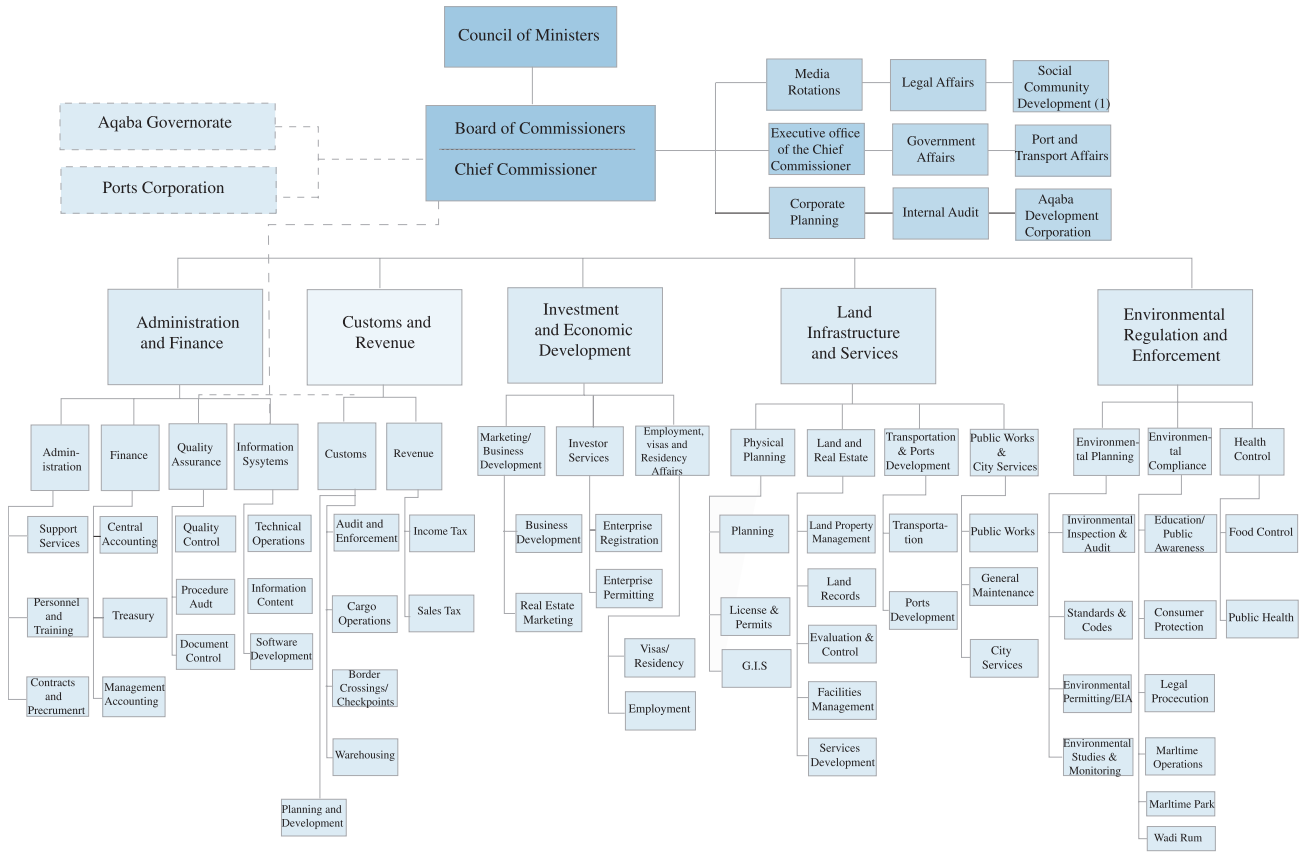 Council of Ministers
Board of Commissioners
Chief Commissioner
Aqaba Governorate
Ports Corporation
Media
Rotations
Legal Affairs
Social
Community
Development (1)
Executive office
of the Chief
Commissioner
Government
Affairs
Port and
Transport Affairs
Corporate
Planning
Internal Audit
Aqaba
Development
Corporation
Administration
and Finance
Customs and
Revenue
Investment
and Economic
Development
Land
Infrastructure
and Services
Environmental
Regulation and
Enforcement
Admin-
istration
Finance
Quality
Assurance
Information
Sysytems
Customs
Revenue
Marketing/
Business
Development
Investor
Services
Employment,
visas and
Residency
Affairs
Physical
Planning
Land and
Real Estate
Transportation
& Ports
Development
Public Works
&
City Services
Environmen-
tal Planning
Environmen-
tal
Compliance
Health
Control
Support
Services
Personnel
and
Training
Contracts
and
Precrumenrt
Central
Accounting
Treasury
Management
Accounting
Quality
Control
Procedure
Audt
Document
Control
Technical
Operations
Information
Content
Software
Development
Audit and
Enforcement
Cargo
Operations
Border
Crossings/
Checkpoints
Warehousing
Planning and
Development
Income Tax
Sales Tax
Business
Development
Real Estate
Marketing
Enterprise
Registration
Enterprise
Permitting
Visas/
Residency
Employment
Planning
License &
Permits
G.I.S
Land Property
Management
Land
Records
Evaluation &
Control
Facilities
Management
Services
Development
Transporta-
tion
Ports
Development
Public Works
General
Maintenance
City
Services
Invironmental
Inspection &
Audit
Standards &
Codes
Environmental
Permitting/EIA
Environmental
Studies &
Monitoring
Education/
Public
Awareness
Consumer
Protection
Legal
Procecution
Marltime
Operations
Marltime Park
Wadi Rum
Food Control
Public Health